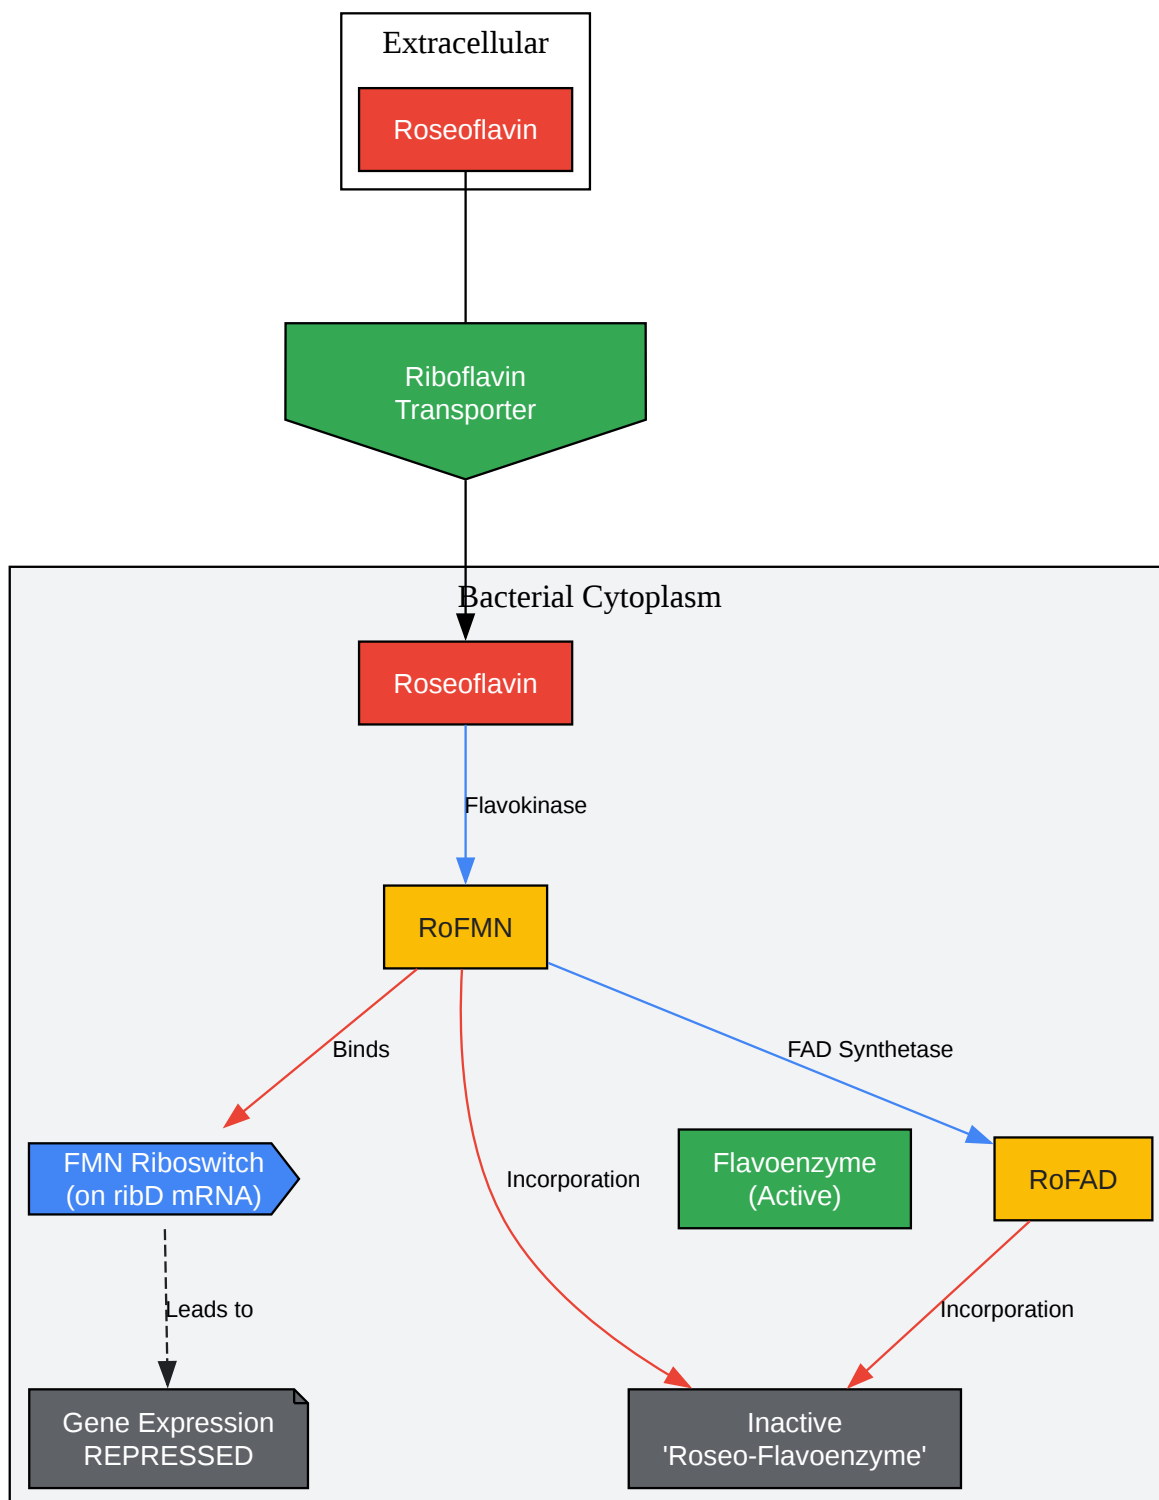 Extracellular
Roseoflavin
Riboflavin
Transporter
Bacterial Cytoplasm
Roseoflavin
Flavokinase
RoFMN
Binds
FAD Synthetase
FMN Riboswitch
(on ribD mRNA)
Incorporation
Flavoenzyme
(Active)
RoFAD
Leads to
Incorporation
Gene Expression
REPRESSED
Inactive
'Roseo-Flavoenzyme'